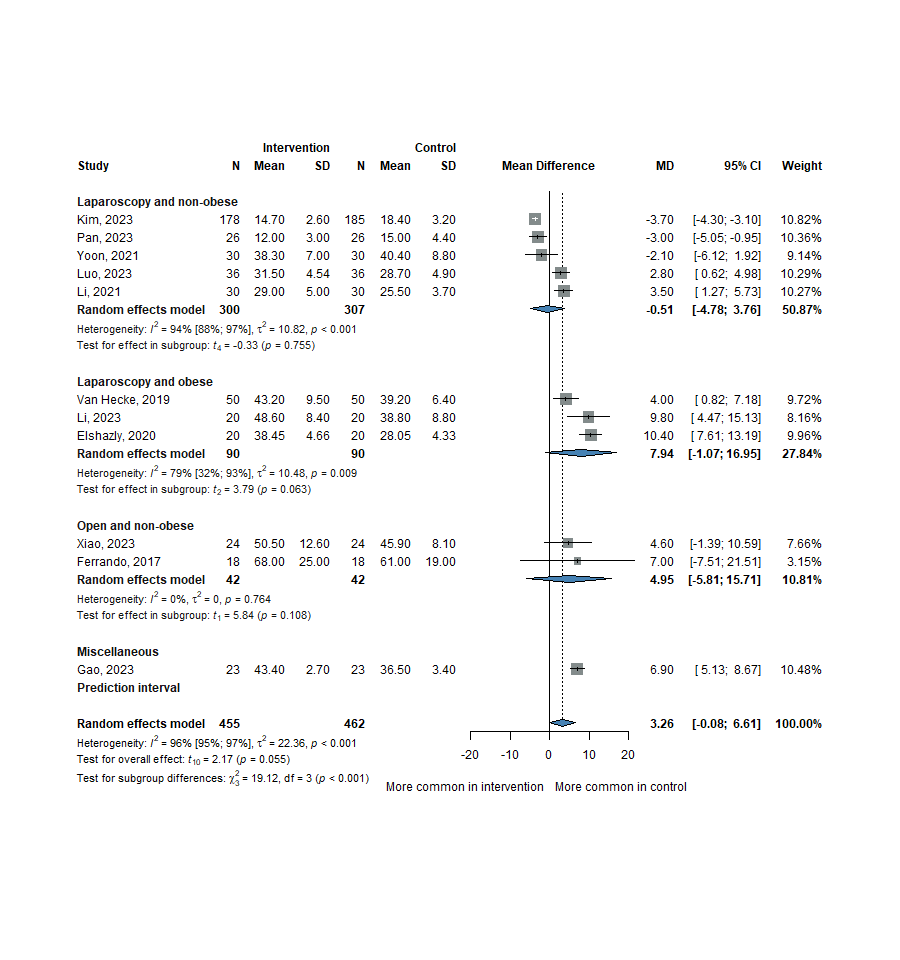 Intervention Control
Study N Mean SD N Mean SD Mean Difference MD 95% CI Weight
Laparoscopy and non-obese
Kim, 2023 178 14.70 2.60 185 18.40 3.20 -3.70 [-4.30; -3.10] 10.82%
Pan, 2023 26 12.00 3.00 26 15.00 4.40 -3.00 [-5.05; -0.95] 10.36%
Yoon, 2021 30 38.30 7.00 30 40.40 8.80 -2.10 [-6.12; 1.92] 9.14%
Luo, 2023 36 31.50 4.54 36 28.70 4.90 2.80 [ 0.62; 4.98] 10.29%
Li, 2021 30 29.00 5.00 30 25.50 3.70 3.50 [ 1.27; 5.73] 10.27%
Random effects model 300 307 -0.51 [-4.78; 3.76] 50.87%
Heterogeneity: I² = 94% [88%; 97%], τ² = 10.82, p < 0.001
Test for effect in subgroup: t₄ = -0.33 (p = 0.755)
Laparoscopy and obese
Van Hecke, 2019 50 43.20 9.50 50 39.20 6.40 4.00 [ 0.82; 7.18] 9.72%
Li, 2023 20 48.60 8.40 20 38.80 8.80 9.80 [ 4.47; 15.13] 8.16%
Elshazly, 2020 20 38.45 4.66 20 28.05 4.33 10.40 [ 7.61; 13.19] 9.96%
Random effects model 90 90 7.94 [-1.07; 16.95] 27.84%
Heterogeneity: I² = 79% [32%; 93%], τ² = 10.48, p = 0.009
Test for effect in subgroup: t₂ = 3.79 (p = 0.063)
Open and non-obese
Xiao, 2023 24 50.50 12.60 24 45.90 8.10 4.60 [-1.39; 10.59] 7.66%
Ferrando, 2017 18 68.00 25.00 18 61.00 19.00 7.00 [-7.51; 21.51] 3.15%
Random effects model 42 42 4.95 [-5.81; 15.71] 10.81%
Heterogeneity: I² = 0%, τ² = 0, p = 0.764
Test for effect in subgroup: t₁ = 5.84 (p = 0.108)
Miscellaneous
Gao, 2023 23 43.40 2.70 23 36.50 3.40 6.90 [ 5.13; 8.67] 10.48%
Prediction interval
Random effects model 455 462 3.26 [-0.08; 6.61] 100.00%
Heterogeneity: I² = 96% [95%; 97%], τ² = 22.36, p < 0.001
Test for overall effect: t₁₀ = 2.17 (p = 0.055)
-20 -10 0 10 20
Test for subgroup differences: χ²₃ = 19.12, df = 3 (p < 0.001)
More common in intervention More common in control